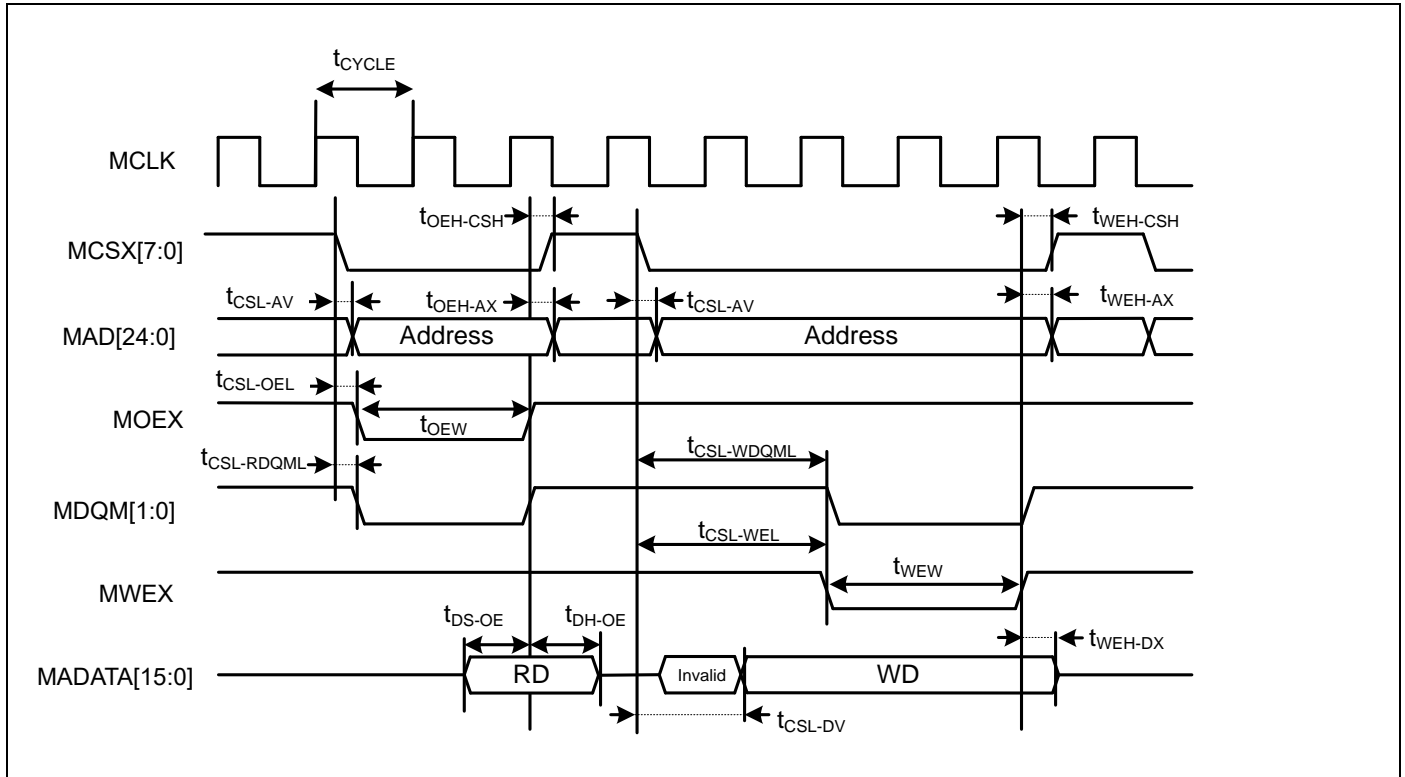 tCYCLE
MCLK
tOEH-CSH
tWEH-CSH
MCSX[7:0]
tCSL-AV
tOEH-AX
tCSL-AV
tWEH-AX
MAD[24:0]
Address
Address
tCSL-OEL
MOEX
tOEW
tCSL-WDQML
tCSL-RDQML
MDQM[1:0]
tCSL-WEL
tWEW
MWEX
tDS-OE
tDH-OE
tWEH-DX
MADATA[15:0]
RD
Invalid
WD
tCSL-DV